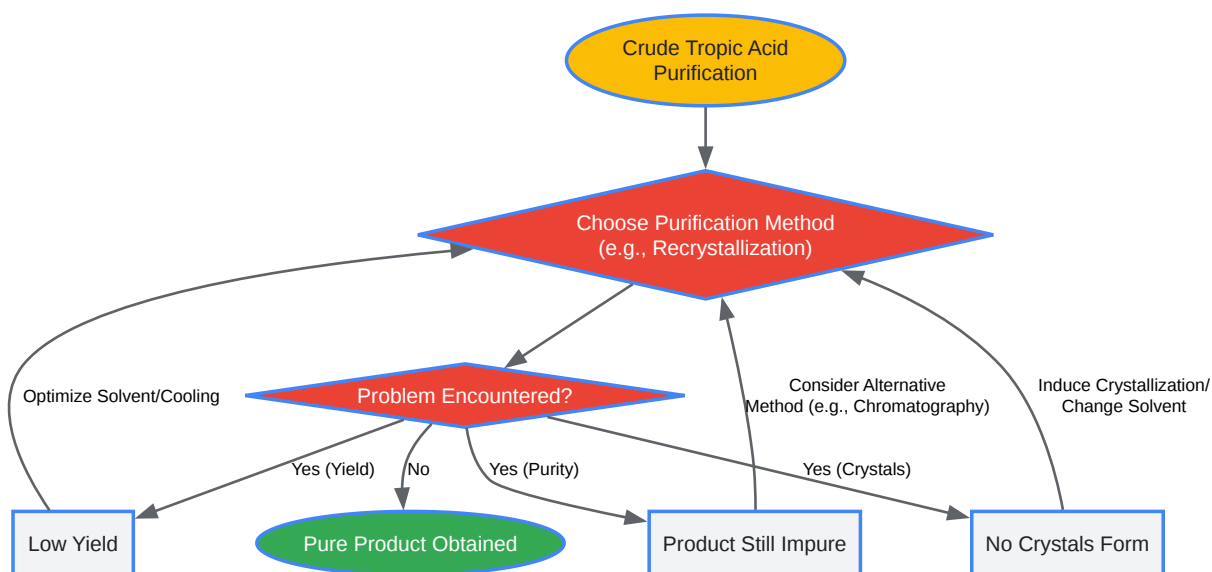 Crude Tropic Acid
Purification
Choose Purification Method
(e.g., Recrystallization)
Problem Encountered?
Optimize Solvent/Cooling
Consider Alternative
Method (e.g., Chromatography)
Induce Crystallization/
Change Solvent
Yes (Yield)
No
Yes (Purity)
Yes (Crystals)
Low Yield
Pure Product Obtained
Product Still Impure
No Crystals Form